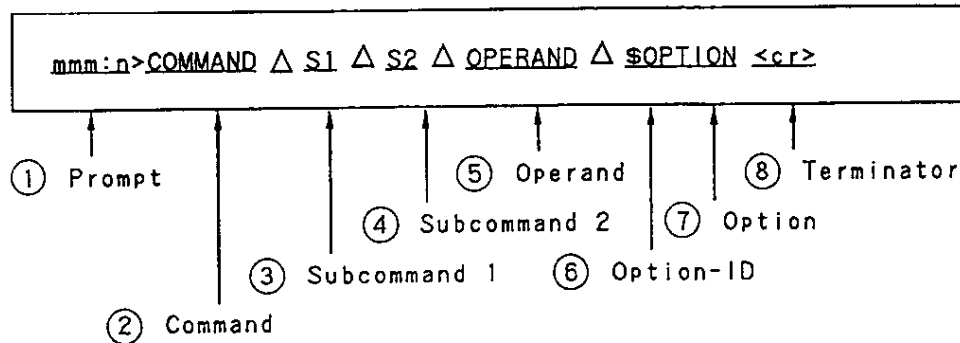 mmm:n>COMMAND △ S1 △ S2 △ OPERAND △ $OPTION <cr>
① Prompt
⑤ Operand
⑧ Terminator
④ Subcommand 2
⑦ Option
③ Subcommand 1
⑥ Option-ID
② Command